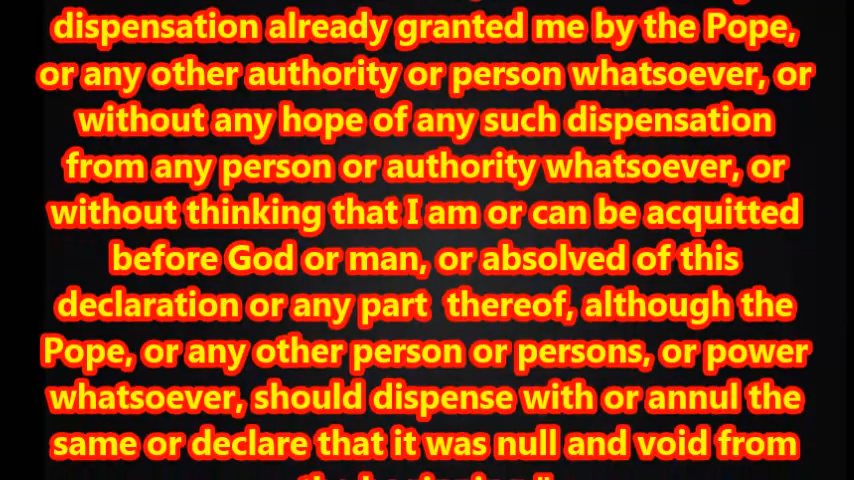 dispensation already granted me by the Pope,
or any other authority or person whatsoever, or
without any hope of any such dispensation
from any person or authority whatsoever, or
without thinking that I am or can be acquitted
before God or man, or absolved of this
declaration or any part thereof, although the
Pope, or any other person or persons, or power
whatsoever, should dispense with or annul the
same or declare that it was null and void from